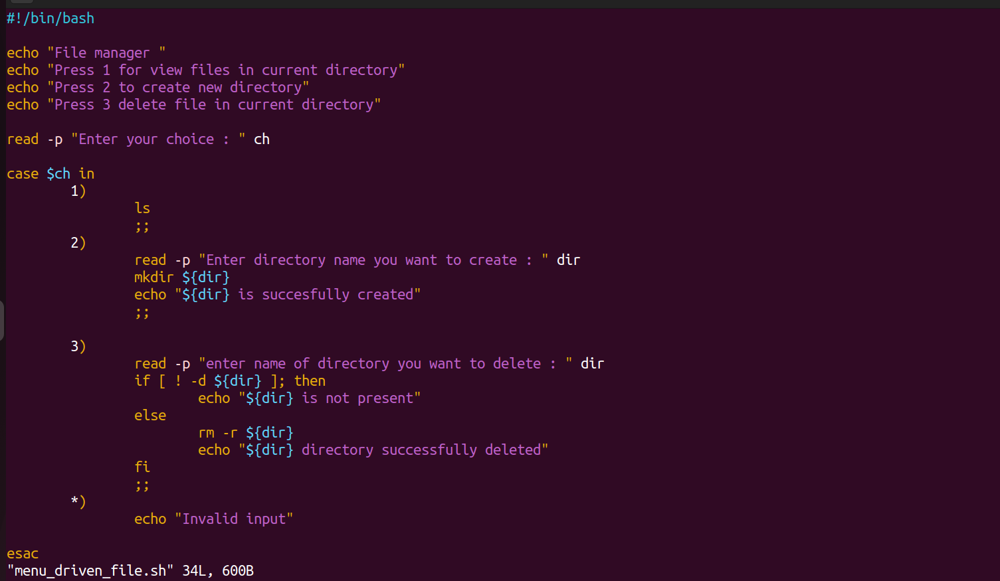 #!/bin/bash
echo "File manager "
echo "Press 1 for view files in current directory"
echo "Press 2 to create new directory"
echo "Press 3 delete file in current directory"
read -p "Enter your choice : " ch
case $ch in
1)
ls
;;
2)
read -p "Enter directory name you want to create : " dir
mkdir ${dir}
echo "${dir} is succesfully created"
;;
3)
read -p "enter name of directory you want to delete : " dir
if [ ! -d ${dir} ]; then
echo "${dir} is not present"
else
rm -r ${dir}
echo "${dir} directory successfully deleted"
fi
;;
*)
echo "Invalid input"
esac
"menu_driven_file.sh" 34L, 600B